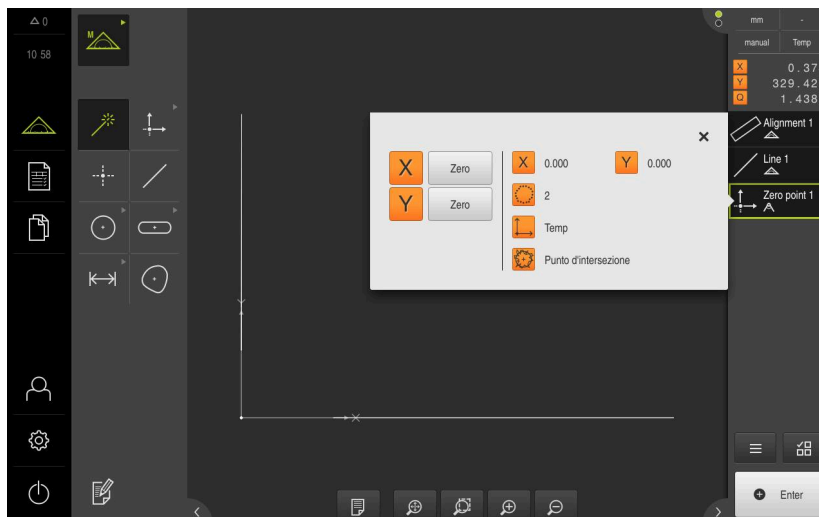 0
10 58
M
mm -
manual Temp
X 0.37
Y 329.42
Q 1.438
Alignment 1
Line 1
Zero point 1
X Zero
Y Zero
X 0.000 Y 0.000
2
Temp
Punto d'intersezione
Y
X
Enter